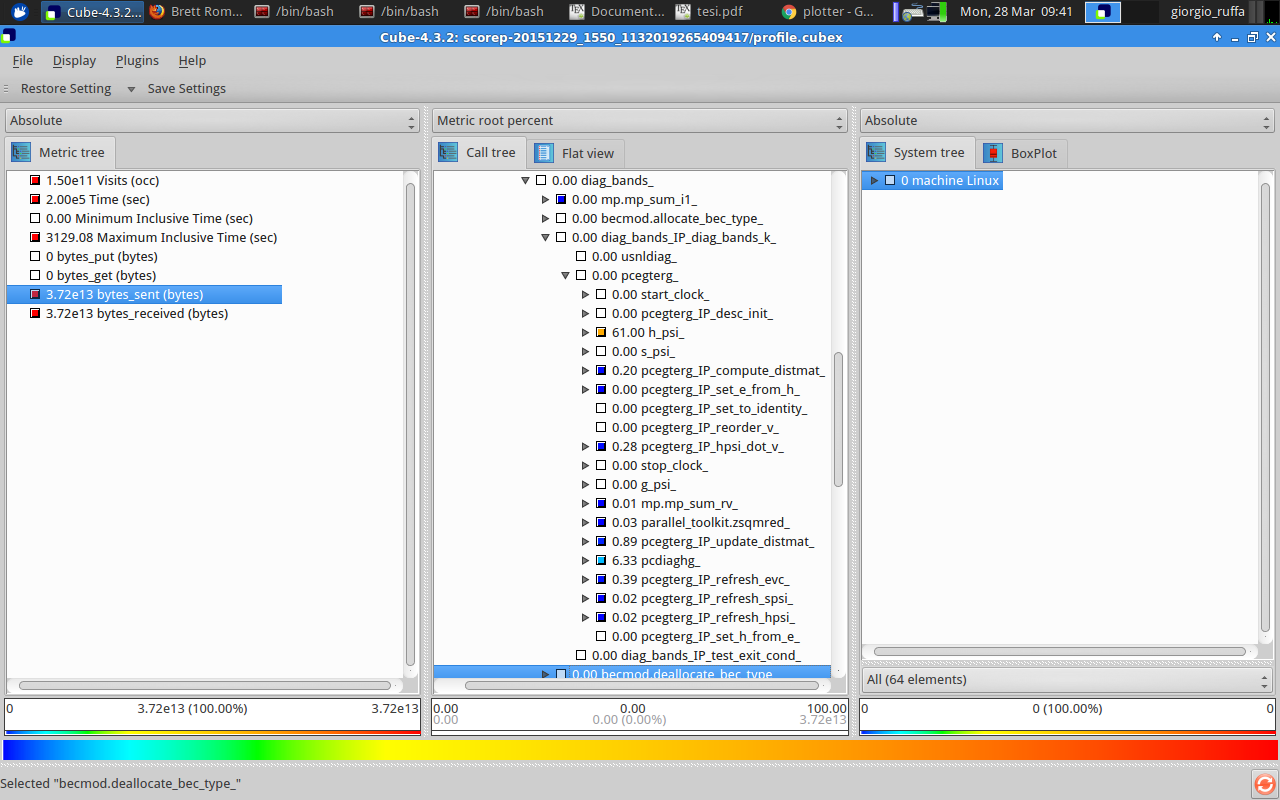 Cube-4.3.2... Brett Rom... /bin/bash /bin/bash /bin/bash Document... tesi.pdf plotter - G... Mon, 28 Mar 09:41 giorgio_ruffa
Cube-4.3.2: scorep-20151229_1550_1132019265409417/profile.cubex
File Display Plugins Help
Restore Setting Save Settings
Absolute
Metric tree
1.50e11 Visits (occ)
2.00e5 Time (sec)
0.00 Minimum Inclusive Time (sec)
3129.08 Maximum Inclusive Time (sec)
0 bytes_put (bytes)
0 bytes_get (bytes)
3.72e13 bytes_sent (bytes)
3.72e13 bytes_received (bytes)
0 3.72e13 (100.00%) 3.72e13
Metric root percent
Call tree Flat view
0.00 diag_bands_
0.00 mp.mp_sum_i1_
0.00 becmod.allocate_bec_type_
0.00 diag_bands_IP_diag_bands_k_
0.00 usnldiag_
0.00 pcegterg_
0.00 start_clock_
0.00 pcegterg_IP_desc_init_
61.00 h_psi_
0.00 s_psi_
0.20 pcegterg_IP_compute_distmat_
0.00 pcegterg_IP_set_e_from_h_
0.00 pcegterg_IP_set_to_identity_
0.00 pcegterg_IP_reorder_v_
0.28 pcegterg_IP_hpsi_dot_v_
0.00 stop_clock_
0.00 g_psi_
0.01 mp.mp_sum_rv_
0.03 parallel_toolkit.zsqmred_
0.89 pcegterg_IP_update_distmat_
6.33 pcdiaghg_
0.39 pcegterg_IP_refresh_evc_
0.02 pcegterg_IP_refresh_spsi_
0.02 pcegterg_IP_refresh_hpsi_
0.00 pcegterg_IP_set_h_from_e_
0.00 diag_bands_IP_test_exit_cond_
0.00 becmod.deallocate_bec_type_
0.00 0.00 100.00
0.00 0.00 (0.00%) 3.72e13
Absolute
System tree BoxPlot
0 machine Linux
All (64 elements)
0 0 (100.00%) 0
Selected "becmod.deallocate_bec_type_"